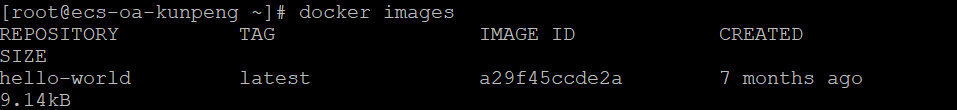 [root@ecs-oa-kunpeng ~]# docker images
REPOSITORY TAG IMAGE ID CREATED
SIZE
hello-world latest a29f45ccde2a 7 months ago
9.14kB